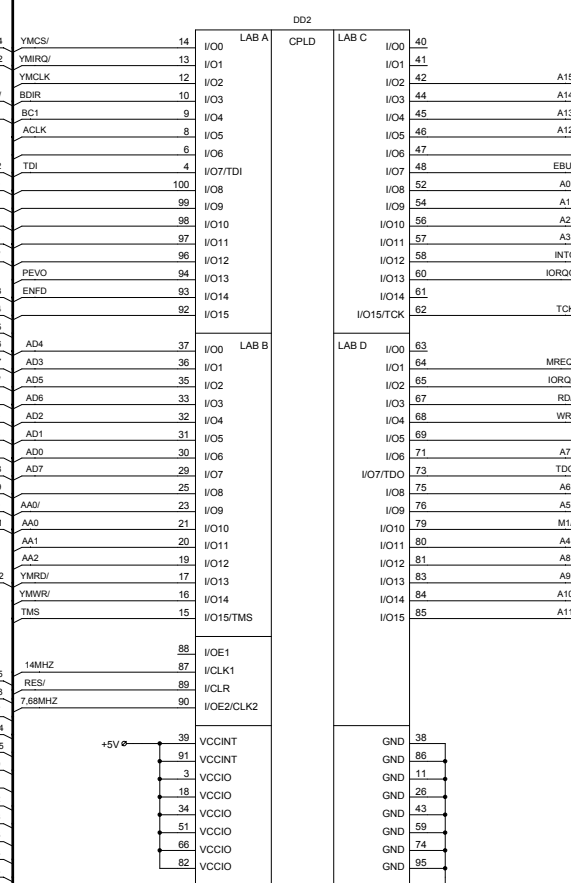 DD2
LAB A CPLD LAB C
YMCS/ 14 I/O0 I/O0 40
YMIRQ/ 13 I/O1 I/O1 41
YMCLK 12 I/O2 I/O2 42 A15
BDIR 10 I/O3 I/O3 44 A14
BC1 9 I/O4 I/O4 45 A13
ACLK 8 I/O5 I/O5 46 A12
6 I/O6 I/O6 47
TDI 4 I/O7/TDI I/O7 48 EBU
100 I/O8 I/O8 52 A0
99 I/O9 I/O9 54 A1
98 I/O10 I/O10 56 A2
97 I/O11 I/O11 57 A3
96 I/O12 I/O12 58 INT
PEVO 94 I/O13 I/O13 60 IORQ
ENFD 93 I/O14 I/O14 61
92 I/O15 I/O15/TCK 62 TCK
LAB B LAB D
AD4 37 I/O0 I/O0 63
AD3 36 I/O1 I/O1 64 MREQ
AD5 35 I/O2 I/O2 65 IORQ
AD6 33 I/O3 I/O3 67 RD/
AD2 32 I/O4 I/O4 68 WR
AD1 31 I/O5 I/O5 69
AD0 30 I/O6 I/O6 71 A7
AD7 29 I/O7 I/O7/TDO 73 TDO
25 I/O8 I/O8 75 A6
AA0/ 23 I/O9 I/O9 76 A5
AA0 21 I/O10 I/O10 79 M1/
AA1 20 I/O11 I/O11 80 A4
AA2 19 I/O12 I/O12 81 A8
YMRD/ 17 I/O13 I/O13 83 A9
YMWR/ 16 I/O14 I/O14 84 A10
TMS 15 I/O15/TMS I/O15 85 A11
88 I/OE1
14MHZ 87 I/CLK1
RES/ 89 I/CLR
7,68MHZ 90 I/OE2/CLK2
+5V 39 VCCINT GND 38
91 VCCINT GND 86
3 VCCIO GND 11
18 VCCIO GND 26
34 VCCIO GND 43
51 VCCIO GND 59
66 VCCIO GND 74
82 VCCIO GND 95